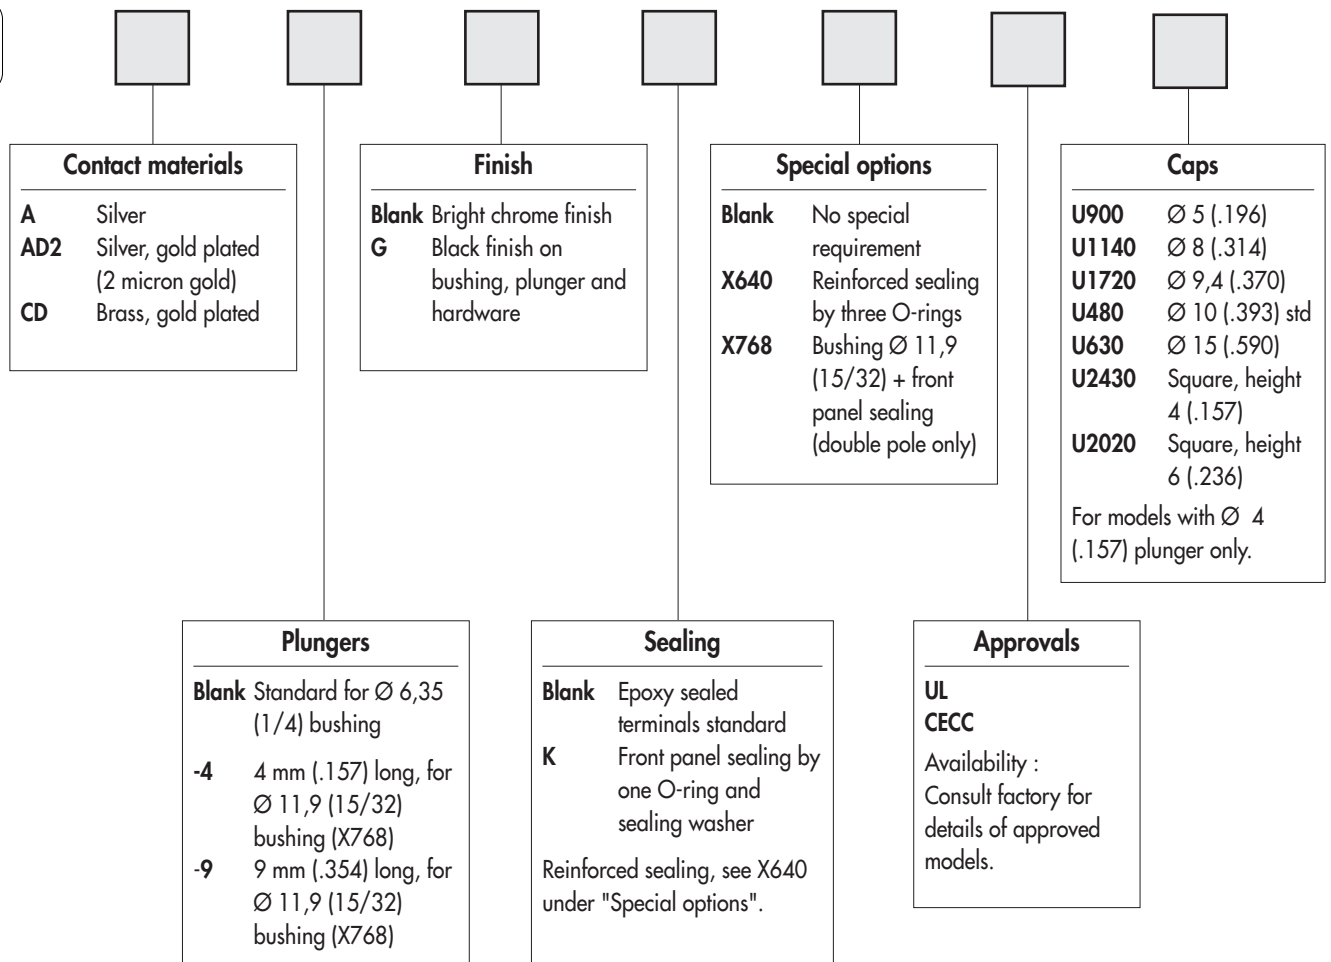 Contact materials
A Silver
AD2 Silver, gold plated
(2 micron gold)
CD Brass, gold plated
Finish
Blank Bright chrome finish
G Black finish on
bushing, plunger and
hardware
Special options
Blank No special
requirement
X640 Reinforced sealing
by three O-rings
X768 Bushing Ø 11,9
(15/32) + front
panel sealing
(double pole only)
Caps
U900 Ø 5 (.196)
U1140 Ø 8 (.314)
U1720 Ø 9,4 (.370)
U480 Ø 10 (.393) std
U630 Ø 15 (.590)
U2430 Square, height
4 (.157)
U2020 Square, height
6 (.236)
For models with Ø 4
(.157) plunger only.
Plungers
Blank Standard for Ø 6,35
(1/4) bushing
-4 4 mm (.157) long, for
Ø 11,9 (15/32)
bushing (X768)
-9 9 mm (.354) long, for
Ø 11,9 (15/32)
bushing (X768)
Sealing
Blank Epoxy sealed
terminals standard
K Front panel sealing by
one O-ring and
sealing washer
Reinforced sealing, see X640
under "Special options".
Approvals
UL
CECC
Availability :
Consult factory for
details of approved
models.